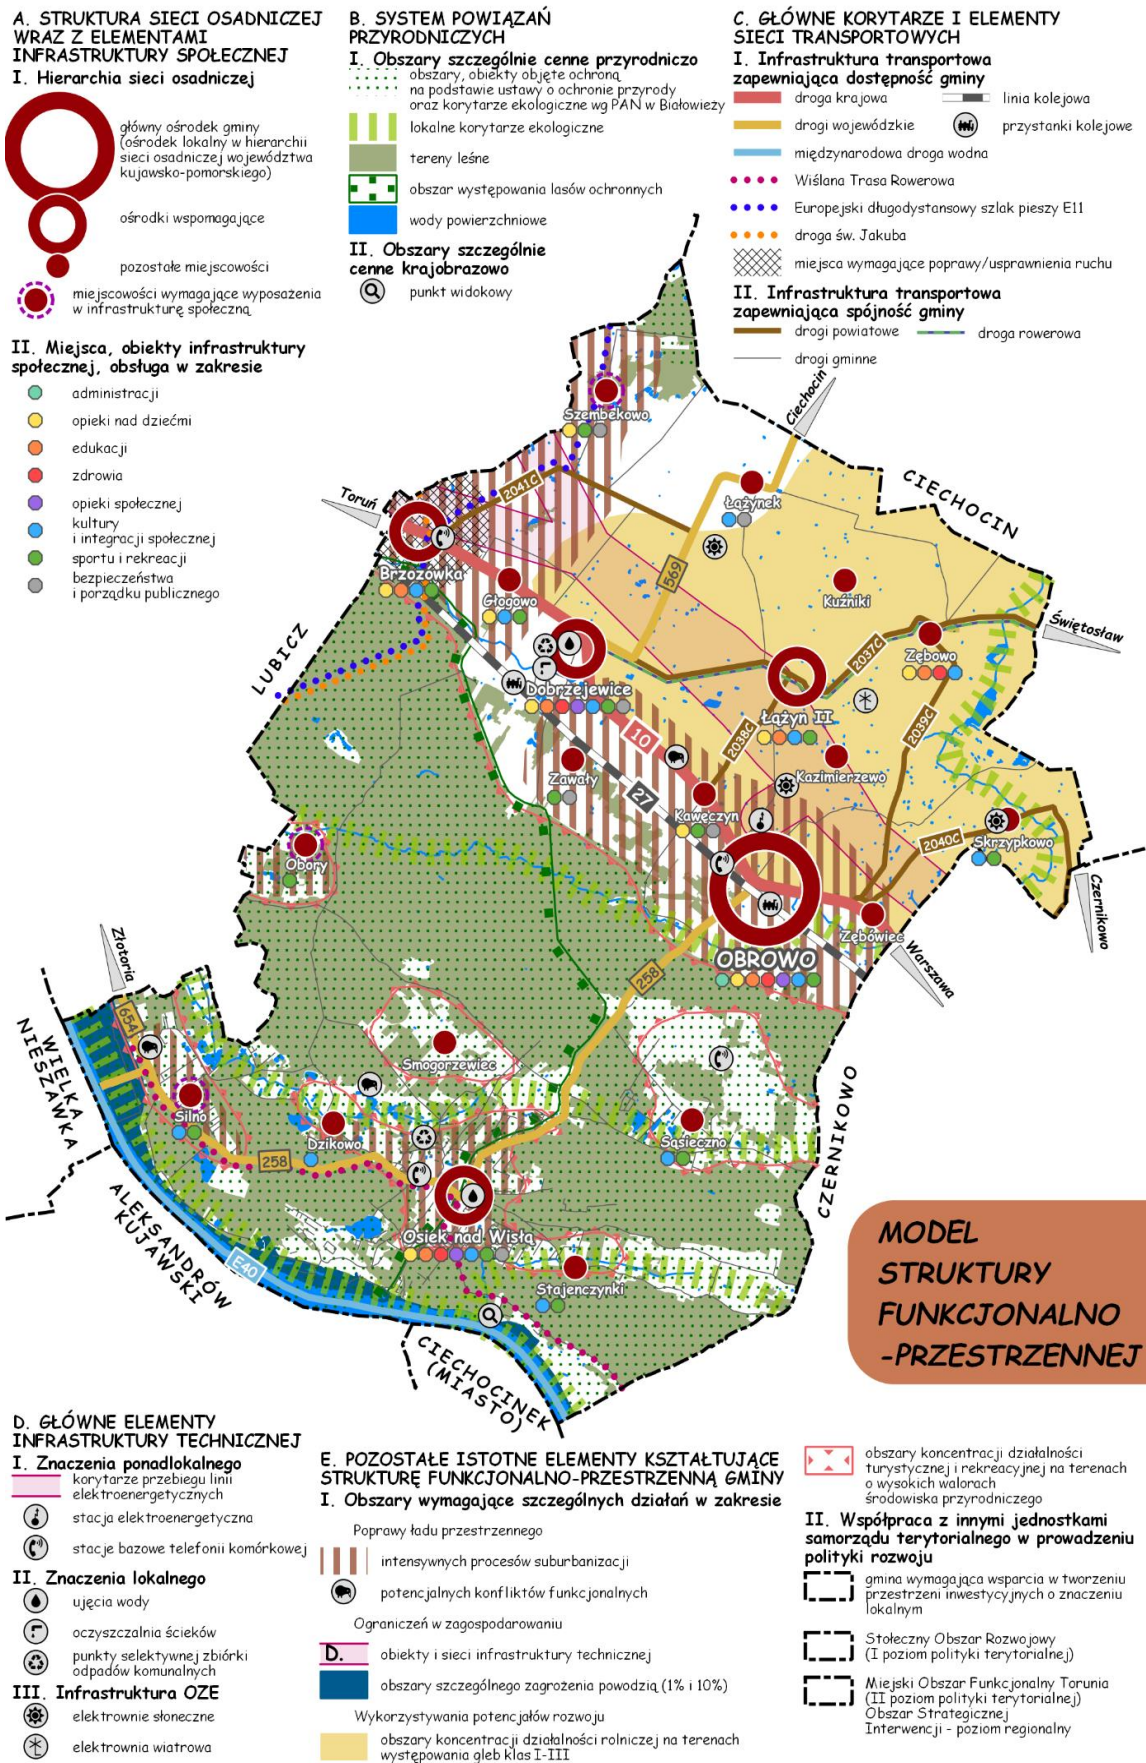 A. STRUKTURA SIECI OSADNICZEJ
WRAZ Z ELEMENTAMI
INFRASTRUKTURY SPOŁECZNEJ
I. Hierarchia sieci osadniczej
główny ośrodek gminy
(ośrodek lokalny w hierarchii
sieci osadniczej województwa
kujawsko-pomorskiego)
ośrodki wspomagające
pozostałe miejscowości
miejscowości wymagające wyposażenia
w infrastrukturę społeczną
II. Miejsca, obiekty infrastruktury
społecznej, obsługa w zakresie
administracji
opieki nad dziećmi
edukacji
zdrowia
opieki społecznej
kultury
i integracji społecznej
sportu i rekreacji
bezpieczeństwa
i porządku publicznego
B. SYSTEM POWIĄZAŃ
PRZYRODNICZYCH
I. Obszary szczególnie cenne przyrodniczo
obszary, obiekty objęte ochroną
na podstawie ustawy o ochronie przyrody
oraz korytarze ekologiczne wg PAN w Białowieży
lokalne korytarze ekologiczne
tereny leśne
obszar występowania lasów ochronnych
wody powierzchniowe
II. Obszary szczególnie
cenne krajobrazowo
punkt widokowy
C. GŁÓWNE KORYTARZE I ELEMENTY
SIECI TRANSPORTOWYCH
I. Infrastruktura transportowa
zapewniająca dostępność gminy
droga krajowa
linia kolejowa
drogi wojewódzkie
przystanki kolejowe
międzynarodowa droga wodna
Wiślana Trasa Rowerowa
Europejski długodystansowy szlak pieszy E11
droga św. Jakuba
miejsca wymagające poprawy/usprawnienia ruchu
II. Infrastruktura transportowa
zapewniająca spójność gminy
drogi powiatowe
droga rowerowa
drogi gminne
Ciechocin
Szembekowo
CIECHOCIN
Toruń
2041C
Łążynek
Brzozówka
Głogowo
569
Kuźniki
Świętosław
LUBICZ
2037C
Zębowo
Dobrzejewice
Łążyn II
10
2038C
2039C
Zawały
27
Kazimierzewo
Kawęczyn
2040C
Skrzypkowo
Obory
Czernikowo
Zębówiec
Złotoria
OBROWO
Warszawa
258
654
WIELKA
NIESZAWKA
Smogorzewiec
Silno
Dzikowo
Sąsieczno
CZERNIKOWO
258
ALEKSANDRÓW
KUJAWSKI
Osiek nad Wisłą
E40
Stajenczynki
CIECHOCINEK
(MIASTO)
MODEL
STRUKTURY
FUNKCJONALNO
-PRZESTRZENNEJ
D. GŁÓWNE ELEMENTY
INFRASTRUKTURY TECHNICZNEJ
I. Znaczenia ponadlokalnego
korytarze przebiegu linii
elektroenergetycznych
stacja elektroenergetyczna
stacje bazowe telefonii komórkowej
II. Znaczenia lokalnego
ujęcia wody
oczyszczalnia ścieków
punkty selektywnej zbiórki
odpadów komunalnych
III. Infrastruktura OZE
elektrownie słoneczne
elektrownia wiatrowa
E. POZOSTAŁE ISTOTNE ELEMENTY KSZTAŁTUJĄCE
STRUKTURĘ FUNKCJONALNO-PRZESTRZENNĄ GMINY
I. Obszary wymagające szczególnych działań w zakresie
Poprawy ładu przestrzennego
intensywnych procesów suburbanizacji
potencjalnych konfliktów funkcjonalnych
Ograniczeń w zagospodarowaniu
D.
obiekty i sieci infrastruktury technicznej
obszary szczególnego zagrożenia powodzią (1% i 10%)
Wykorzystywania potencjałów rozwoju
obszary koncentracji działalności rolniczej na terenach
występowania gleb klas I-III
obszary koncentracji działalności
turystycznej i rekreacyjnej na terenach
o wysokich walorach
środowiska przyrodniczego
II. Współpraca z innymi jednostkami
samorządu terytorialnego w prowadzeniu
polityki rozwoju
gmina wymagająca wsparcia w tworzeniu
przestrzeni inwestycyjnych o znaczeniu
lokalnym
Stołeczny Obszar Rozwojowy
(I poziom polityki terytorialnej)
Miejski Obszar Funkcjonalny Torunia
(II poziom polityki terytorialnej)
Obszar Strategicznej
Interwencji - poziom regionalny